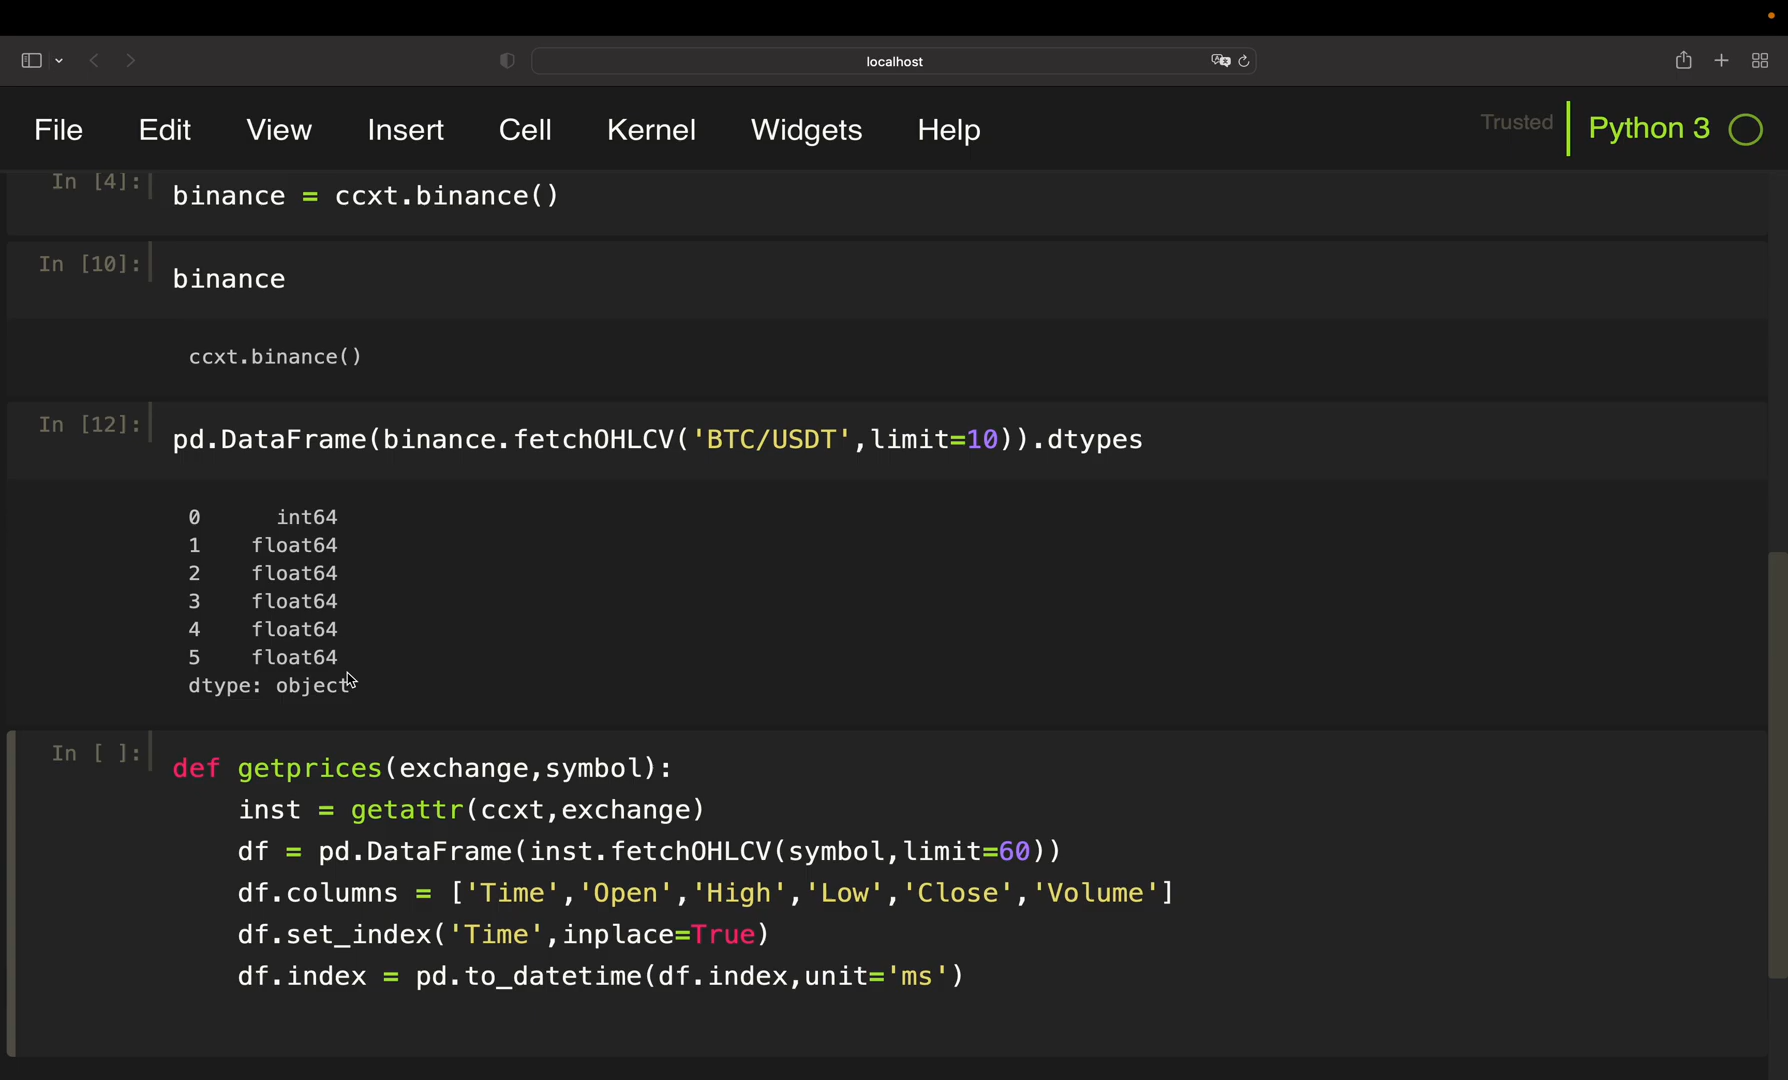 localhost
File Edit View Insert Cell Kernel Widgets Help Trusted Python 3
In [4]: binance = ccxt.binance()
In [10]: binance
ccxt.binance()
In [12]: pd.DataFrame(binance.fetchOHLCV('BTC/USDT',limit=10)).dtypes
0 int64
1 float64
2 float64
3 float64
4 float64
5 float64
dtype: object
In [ ]: def getprices(exchange,symbol):
inst = getattr(ccxt,exchange)
df = pd.DataFrame(inst.fetchOHLCV(symbol,limit=60))
df.columns = ['Time','Open','High','Low','Close','Volume']
df.set_index('Time',inplace=True)
df.index = pd.to_datetime(df.index,unit='ms')